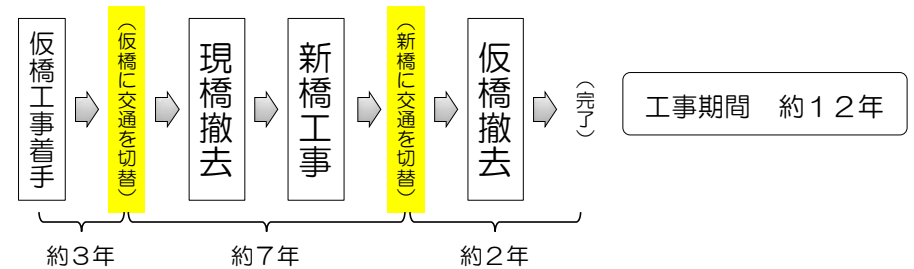 仮橋工事着手
（仮橋に交通を切替）
現橋撤去
新橋工事
（新橋に交通を切替）
仮橋撤去
（完了）
工事期間　約１２年
約３年
約７年
約２年